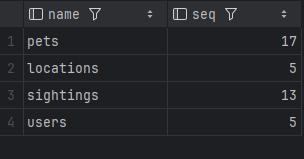 name seq
1 pets 17
2 locations 5
3 sightings 13
4 users 5